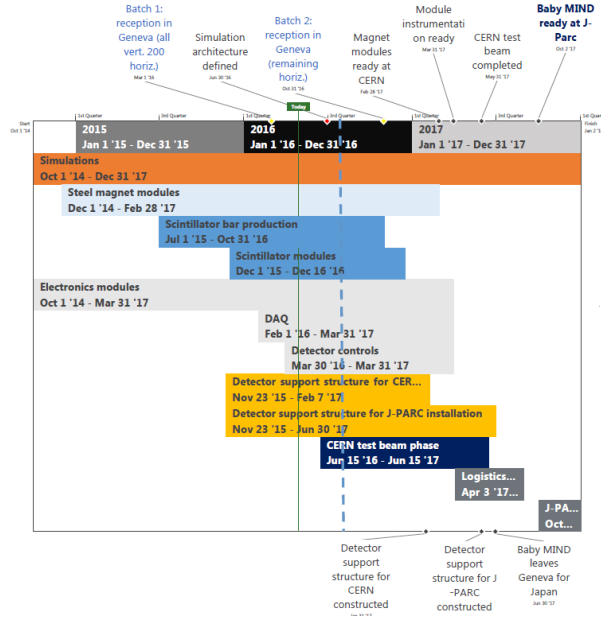 Batch 1:
reception in
Geneva (all
vert. 200
horiz.)
Mar 1 '16
Simulation
architecture
defined
Jun 30 '16
Batch 2:
reception in
Geneva
(remaining
horiz.)
Oct 31 '16
Magnet
modules
ready at
CERN
Feb 28 '17
Module
instrumentati
on ready
Mar 31 '17
CERN test
beam
completed
May 31 '17
Baby MIND
ready at J-
Parc
Oct 2 '17
Today
Start
Oct 1 '14
1st Quarter
3rd Quarter
1st Quarter
3rd Quarter
1st Quarter
3rd Quarter
1st Quar
Finish
Jan 2 '1
2015
Jan 1 '15 - Dec 31 '15
2016
Jan 1 '16 - Dec 31 '16
2017
Jan 1 '17 - Dec 31 '17
Simulations
Oct 1 '14 - Dec 31 '17
Steel magnet modules
Dec 1 '14 - Feb 28 '17
Scintillator bar production
Jul 1 '15 - Oct 31 '16
Scintillator modules
Dec 1 '15 - Dec 16 '16
Electronics modules
Oct 1 '14 - Mar 31 '17
DAQ
Feb 1 '16 - Mar 31 '17
Detector controls
Mar 30 '16 - Mar 31 '17
Detector support structure for CER...
Nov 23 '15 - Feb 7 '17
Detector support structure for J-PARC installation
Nov 23 '15 - Jun 30 '17
CERN test beam phase
Jun 15 '16 - Jun 15 '17
Logistics...
Apr 3 '17...
J-PA...
Oct...
Detector
support
structure for
CERN
constructed
Detector
support
structure for J
-PARC
constructed
Baby MIND
leaves
Geneva for
Japan
Jun 30 '17